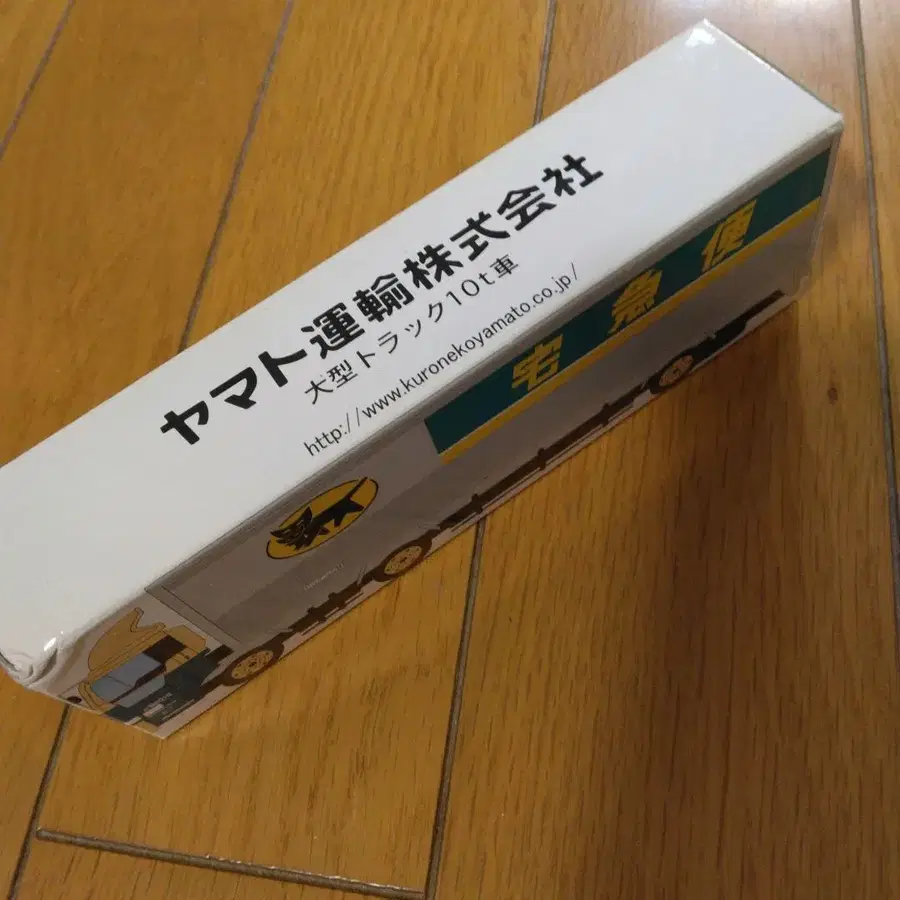 ヤマト運輸株式会社
大型トラック10t車
http://www.kuronekoyamato.co.jp/
宅急便